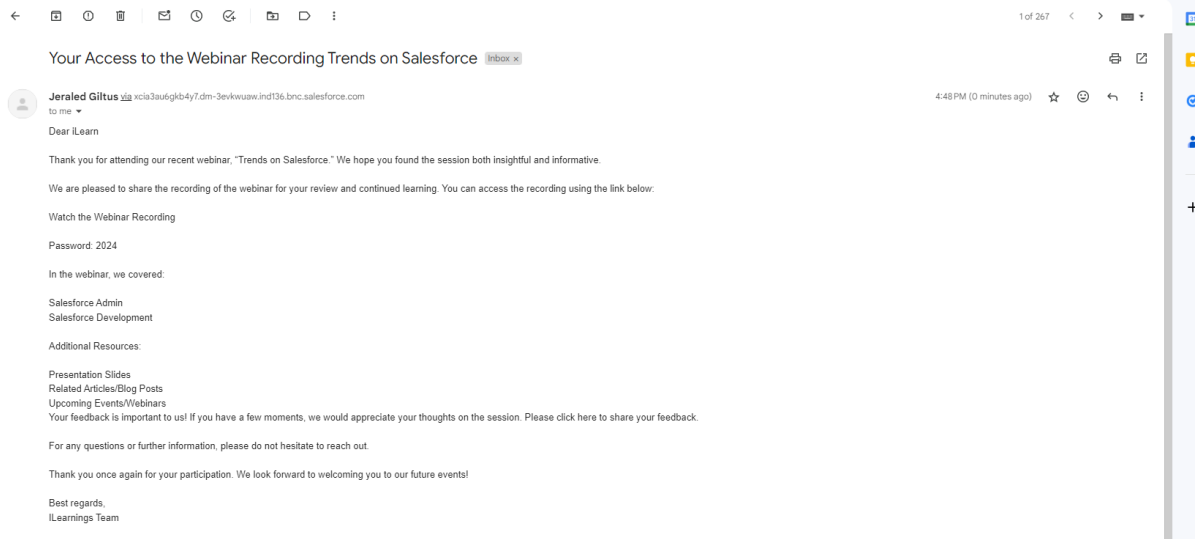 1 of 267
Your Access to the Webinar Recording Trends on Salesforce Inbox ×
Jeraled Giltus via xcia3au6gkb4y7.dm-3evkwuaw.ind136.bnc.salesforce.com 4:48 PM (0 minutes ago)
to me
Dear iLearn
Thank you for attending our recent webinar, “Trends on Salesforce.” We hope you found the session both insightful and informative.
We are pleased to share the recording of the webinar for your review and continued learning. You can access the recording using the link below:
Watch the Webinar Recording
Password: 2024
In the webinar, we covered:
Salesforce Admin
Salesforce Development
Additional Resources:
Presentation Slides
Related Articles/Blog Posts
Upcoming Events/Webinars
Your feedback is important to us! If you have a few moments, we would appreciate your thoughts on the session. Please click here to share your feedback.
For any questions or further information, please do not hesitate to reach out.
Thank you once again for your participation. We look forward to welcoming you to our future events!
Best regards,
ILearnings Team